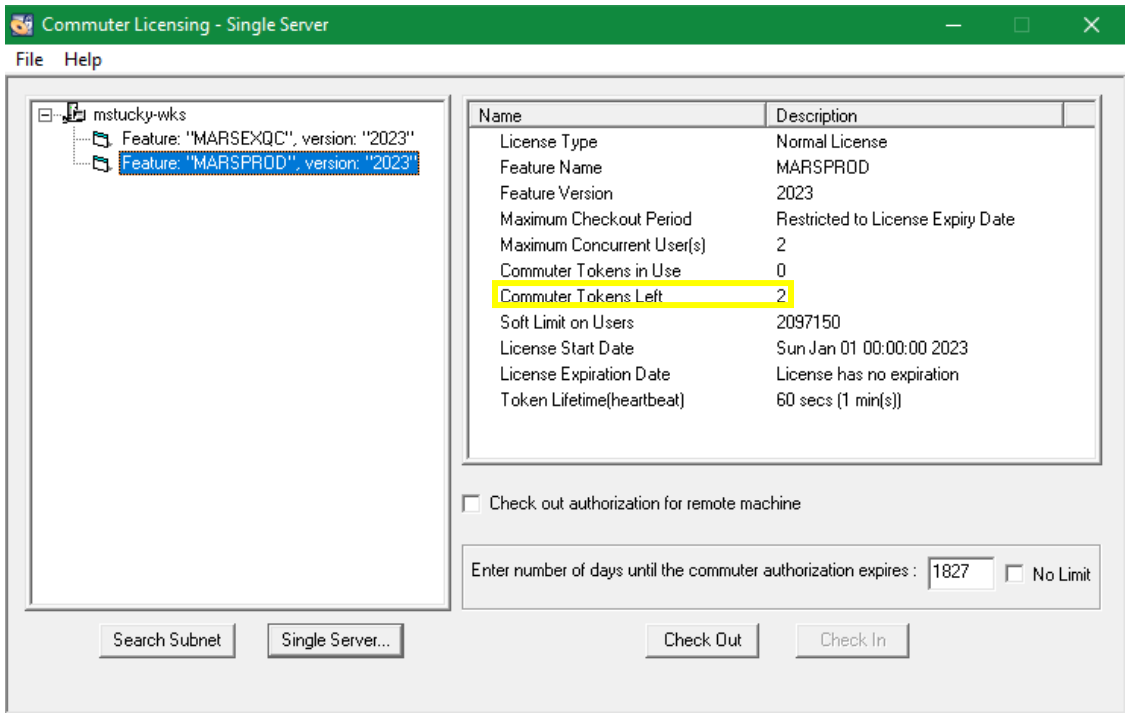 Commuter Licensing - Single Server
File Help
mstucky-wks
Feature: "MARSEXQC", version: "2023"
Feature: "MARSPROD", version: "2023"
Name Description
License Type Normal License
Feature Name MARSPROD
Feature Version 2023
Maximum Checkout Period Restricted to License Expiry Date
Maximum Concurrent User(s) 2
Commuter Tokens in Use 0
Commuter Tokens Left 2
Soft Limit on Users 2097150
License Start Date Sun Jan 01 00:00:00 2023
License Expiration Date License has no expiration
Token Lifetime(heartbeat) 60 secs (1 min(s))
Check out authorization for remote machine
Enter number of days until the commuter authorization expires : 1827 No Limit
Search Subnet Single Server... Check Out Check In